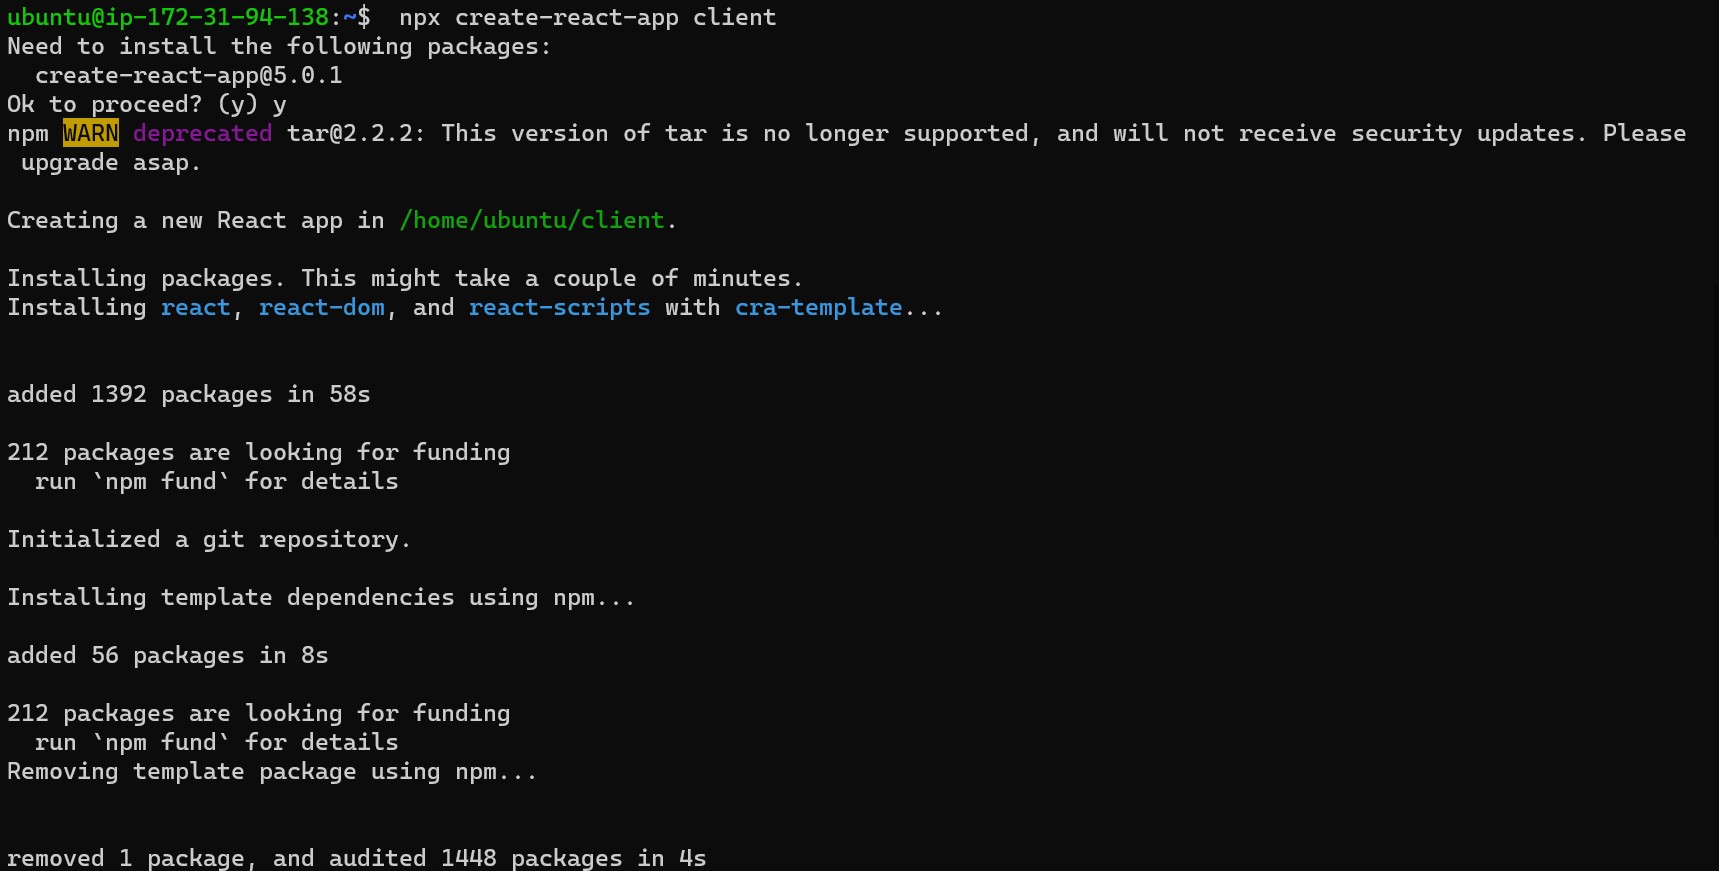 ubuntu@ip-172-31-94-138:~$  npx create-react-app client
Need to install the following packages:
  create-react-app@5.0.1
Ok to proceed? (y) y
npm WARN deprecated tar@2.2.2: This version of tar is no longer supported, and will not receive security updates. Please
 upgrade asap.

Creating a new React app in /home/ubuntu/client.

Installing packages. This might take a couple of minutes.
Installing react, react-dom, and react-scripts with cra-template...


added 1392 packages in 58s

212 packages are looking for funding
  run `npm fund` for details

Initialized a git repository.

Installing template dependencies using npm...

added 56 packages in 8s

212 packages are looking for funding
  run `npm fund` for details
Removing template package using npm...


removed 1 package, and audited 1448 packages in 4s